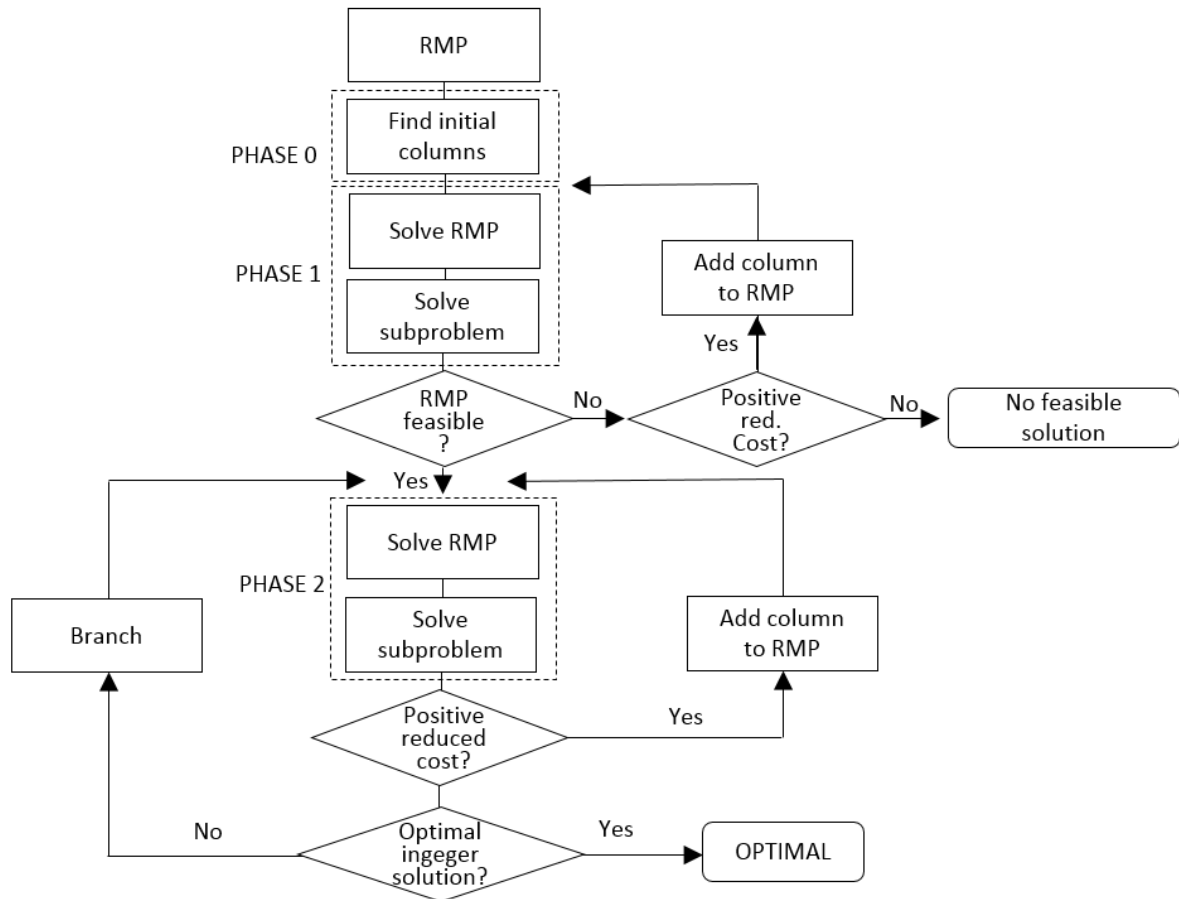 RMP
Find initial
columns
PHASE 0
Solve RMP
PHASE 1
Add column
to RMP
Solve
subproblem
Yes
RMP
feasible
?
No
Positive
red.
Cost?
No
No feasible
solution
Yes
Solve RMP
PHASE 2
Branch
Solve
subproblem
Add column
to RMP
Positive
reduced
cost?
Yes
No
Optimal
ingeger
solution?
Yes
OPTIMAL